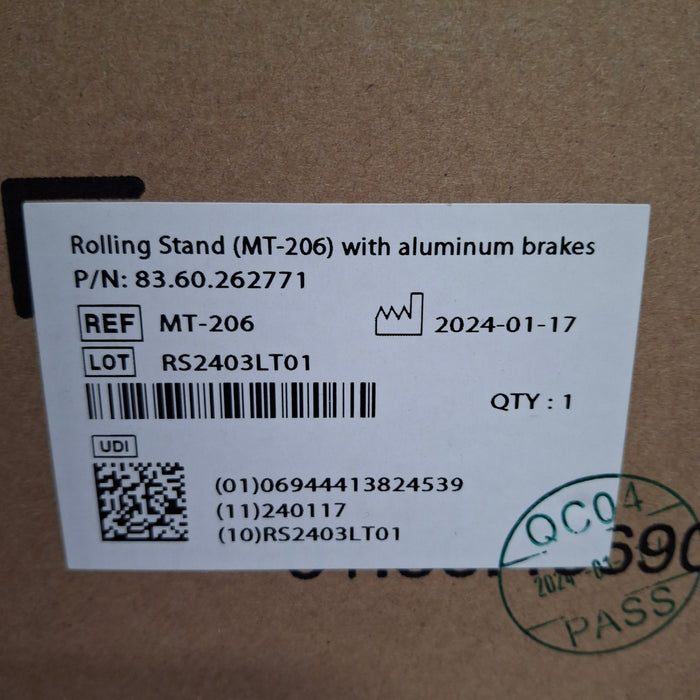 Rolling Stand (MT-206) with aluminum brakes
P/N: 83.60.262771
REF MT-206 2024-01-17
LOT RS2403LT01
QTY : 1
UDI
(01)06944413824539
(11)240117
(10)RS2403LT01
QC04
PASS